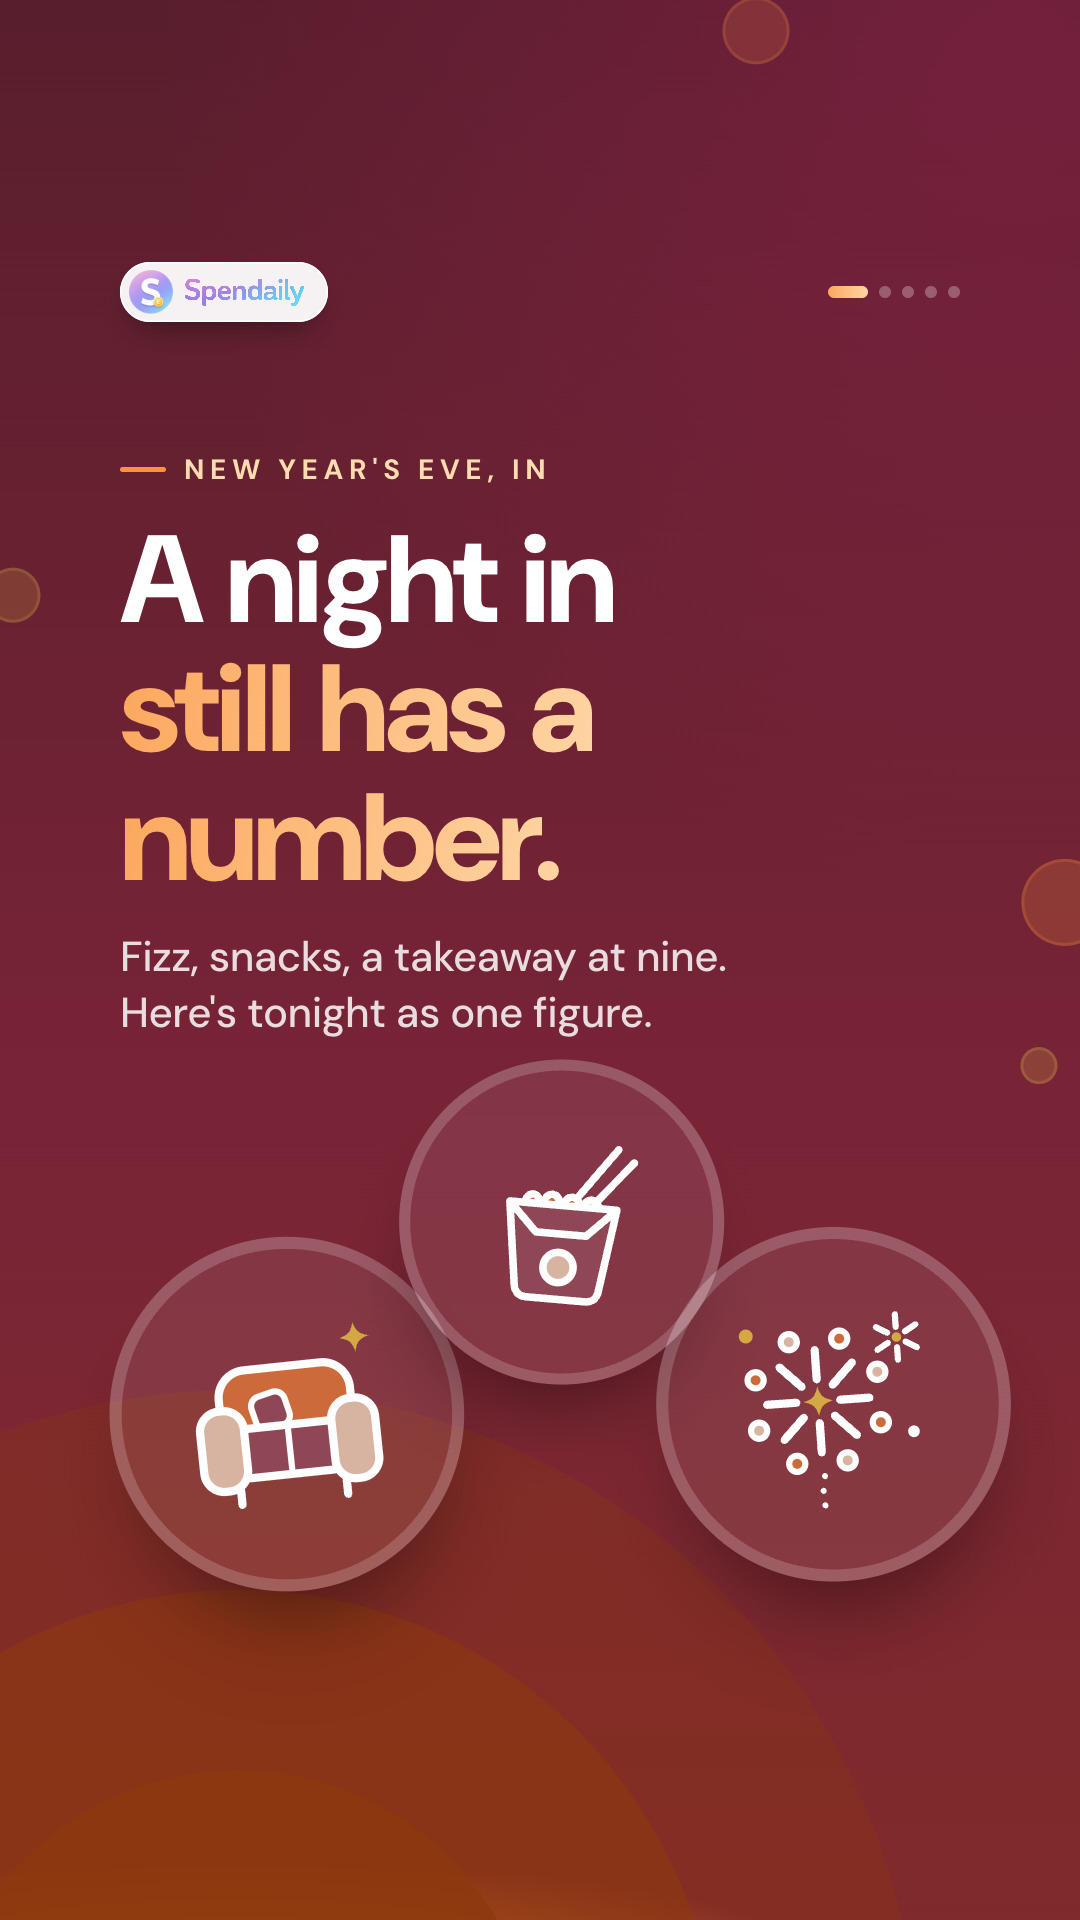 Spendaily
NEW YEAR'S EVE, IN
A night in
still has a
number.
Fizz, snacks, a takeaway at nine.
Here's tonight as one figure.